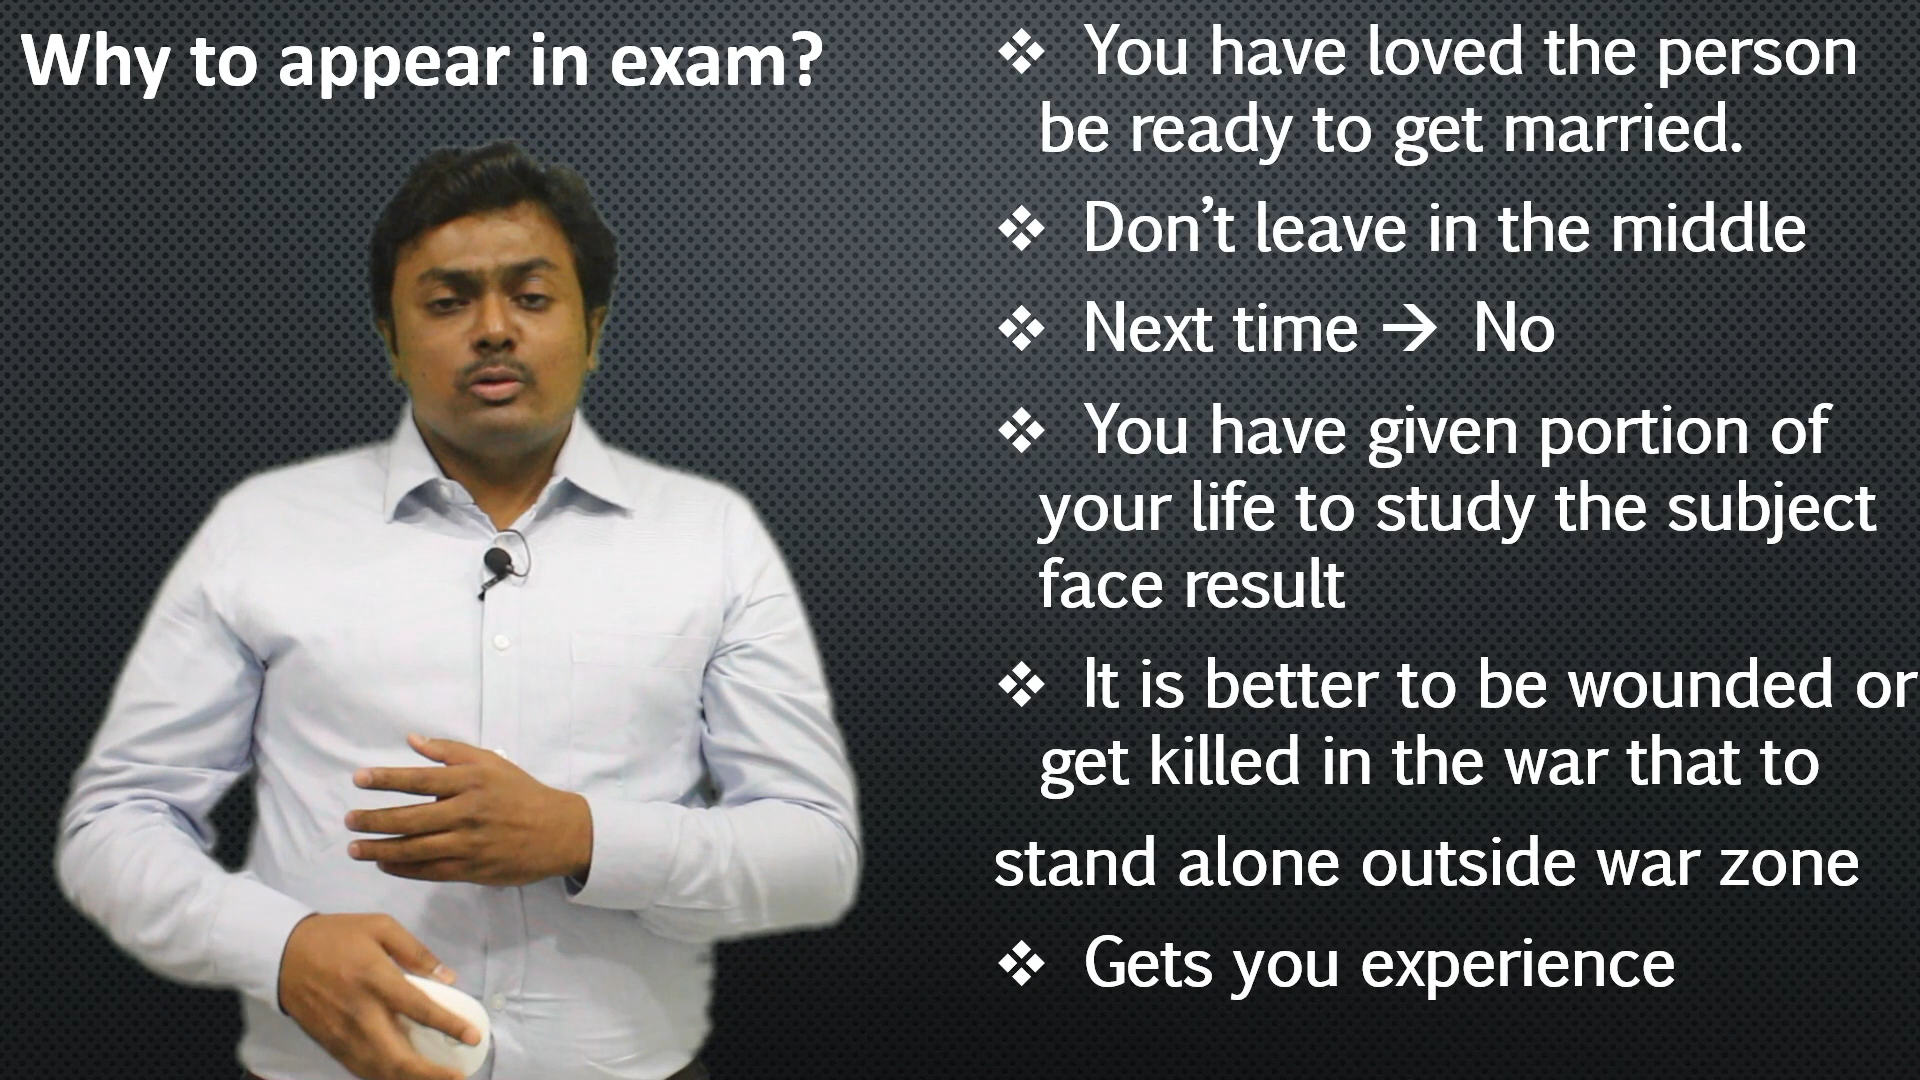 Why to appear in exam?
❖ You have loved the person
be ready to get married.
❖ Don’t leave in the middle
❖ Next time → No
❖ You have given portion of
your life to study the subject
face result
❖ It is better to be wounded or
get killed in the war that to
stand alone outside war zone
❖ Gets you experience